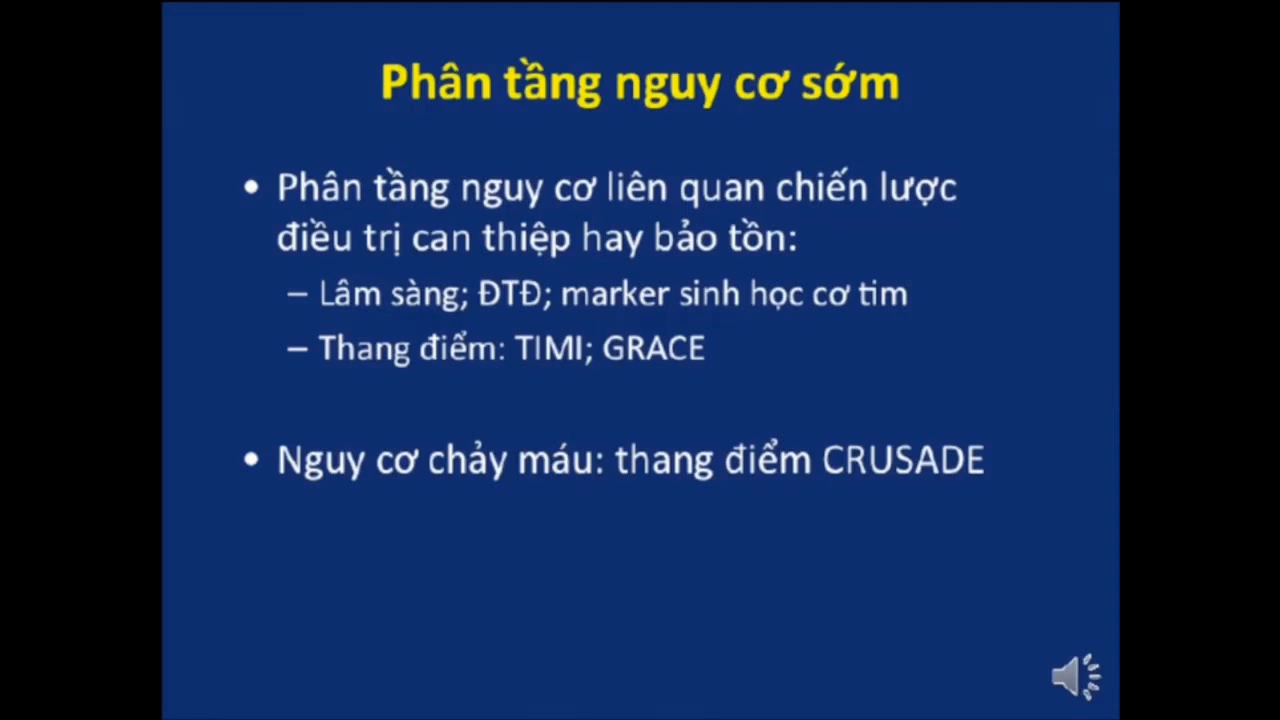 Phân tầng nguy cơ sớm
• Phân tầng nguy cơ liên quan chiến lược
điều trị can thiệp hay bảo tồn:
– Lâm sàng; ĐTĐ; marker sinh học cơ tim
– Thang điểm: TIMI; GRACE
• Nguy cơ chảy máu: thang điểm CRUSADE